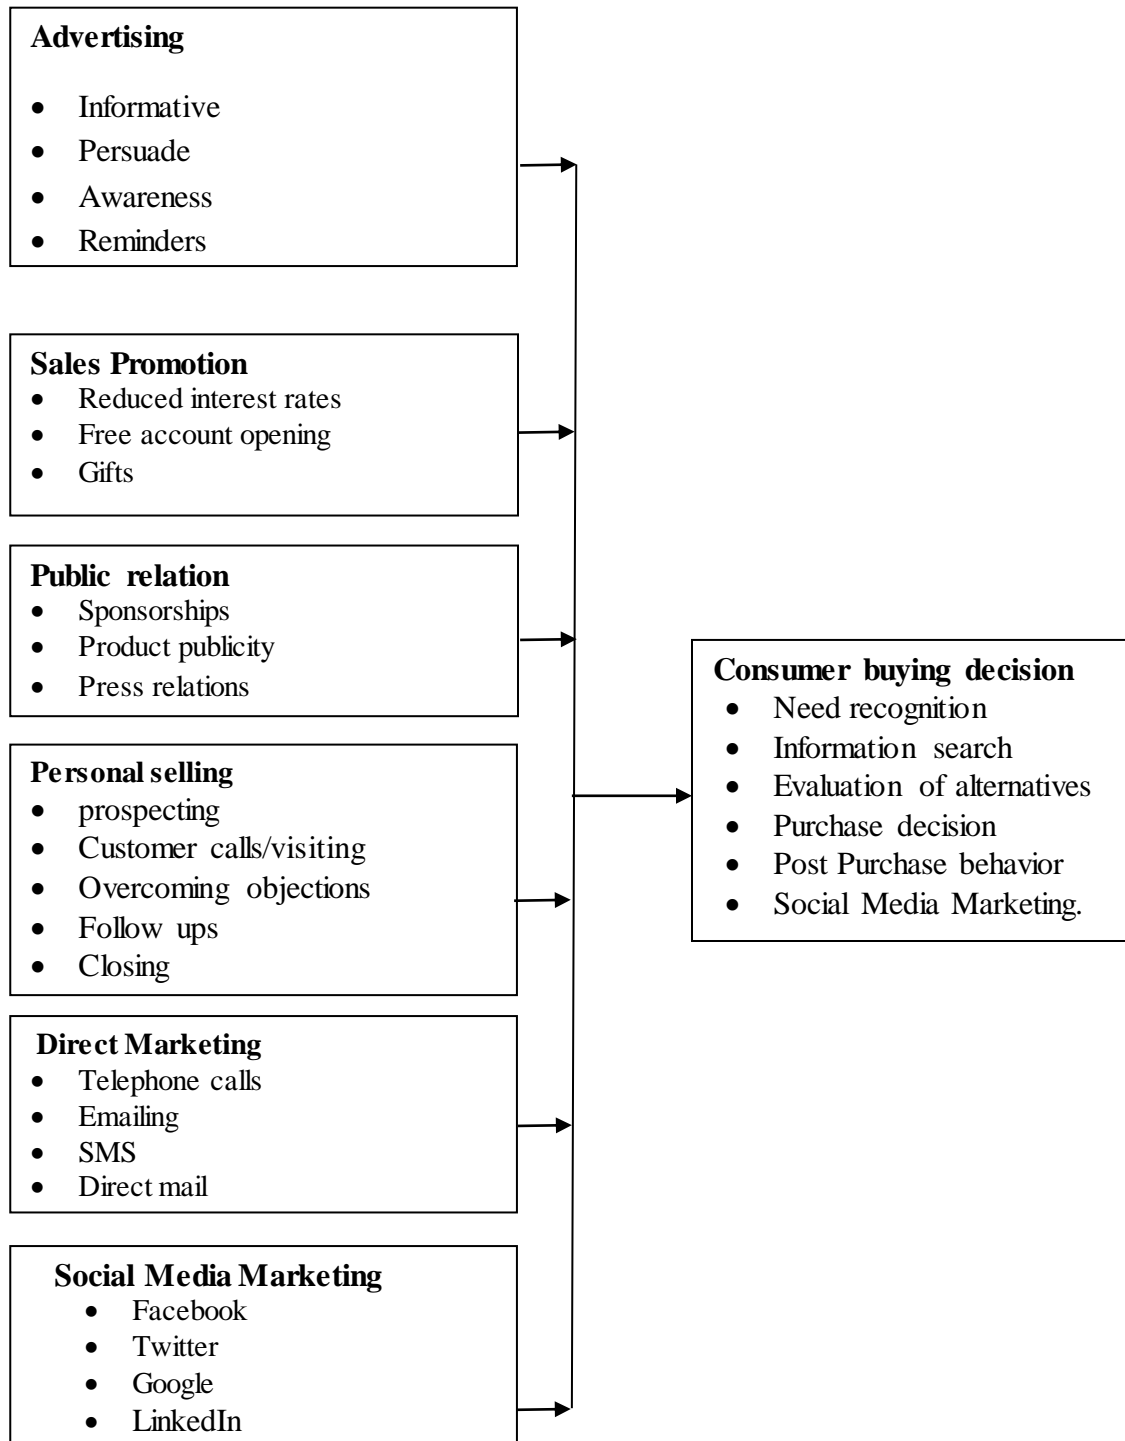 Advertising
• Informative
• Persuade
• Awareness
• Reminders
Sales Promotion
• Reduced interest rates
• Free account opening
• Gifts
Public relation
• Sponsorships
• Product publicity
• Press relations
Personal selling
• prospecting
• Customer calls/visiting
• Overcoming objections
• Follow ups
• Closing
Direct Marketing
• Telephone calls
• Emailing
• SMS
• Direct mail
Social Media Marketing
• Facebook
• Twitter
• Google
• LinkedIn
Consumer buying decision
• Need recognition
• Information search
• Evaluation of alternatives
• Purchase decision
• Post Purchase behavior
• Social Media Marketing.